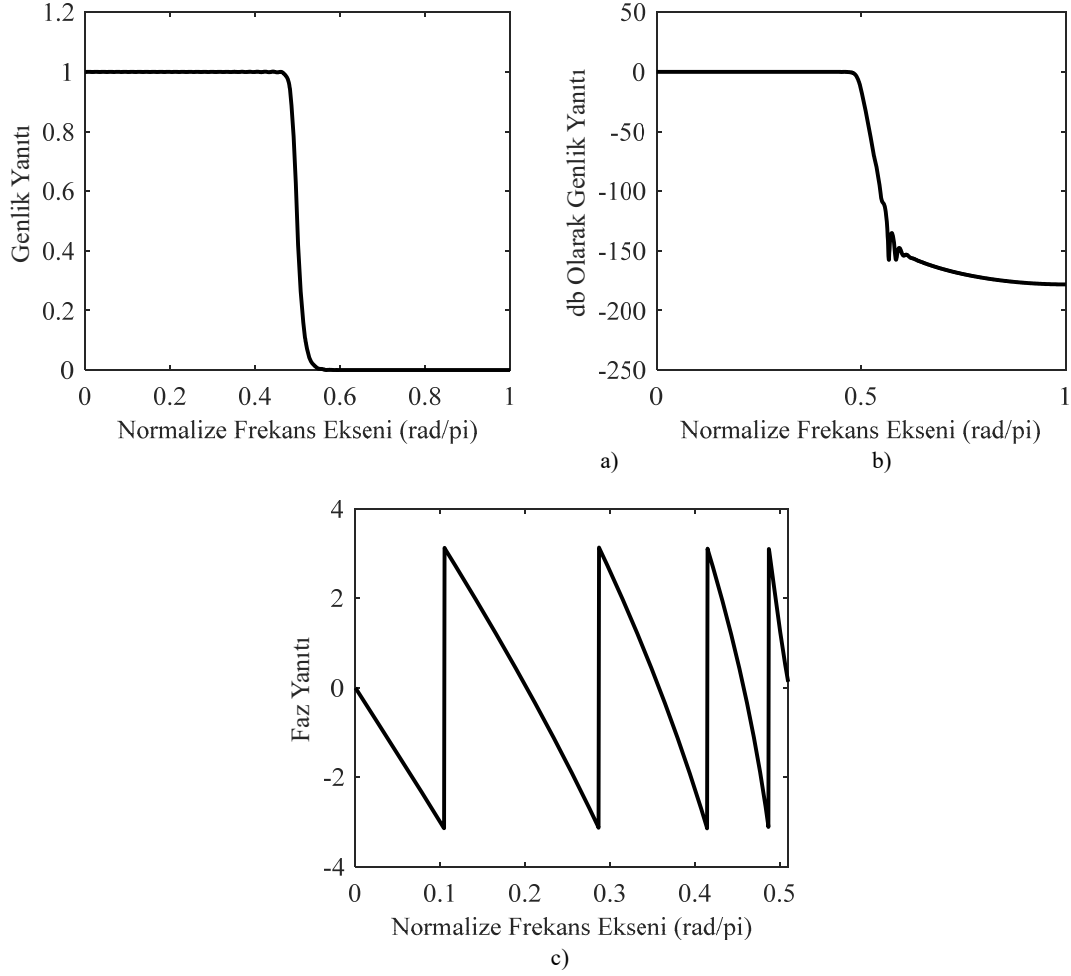 1.2
1
0.8
0.6
0.4
0.2
0
0 0.2 0.4 0.6 0.8 1
Genlik Yanıtı
Normalize Frekans Ekseni (rad/pi)
a)
50
0
-50
-100
-150
-200
-250
0 0.5 1
db Olarak Genlik Yanıtı
Normalize Frekans Ekseni (rad/pi)
b)
4
2
0
-2
-4
0 0.1 0.2 0.3 0.4 0.5
Faz Yanıtı
Normalize Frekans Ekseni (rad/pi)
c)